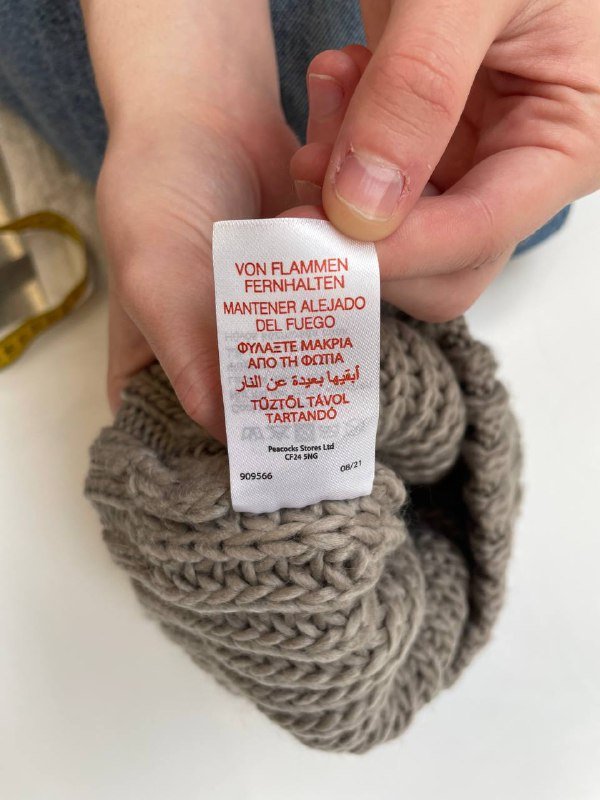 VON FLAMMEN
FERNHALTEN
MANTENER ALEJADO
DEL FUEGO
ΦΥΛΑΞΤΕ ΜΑΚΡΙΑ
ΑΠΟ ΤΗ ΦΩΤΙΑ
أبقيها بعيدة عن النار
TŰZTŐL TÁVOL
TARTANDÓ
Peacocks Stores Ltd
CF24 5NG
909566
08/21